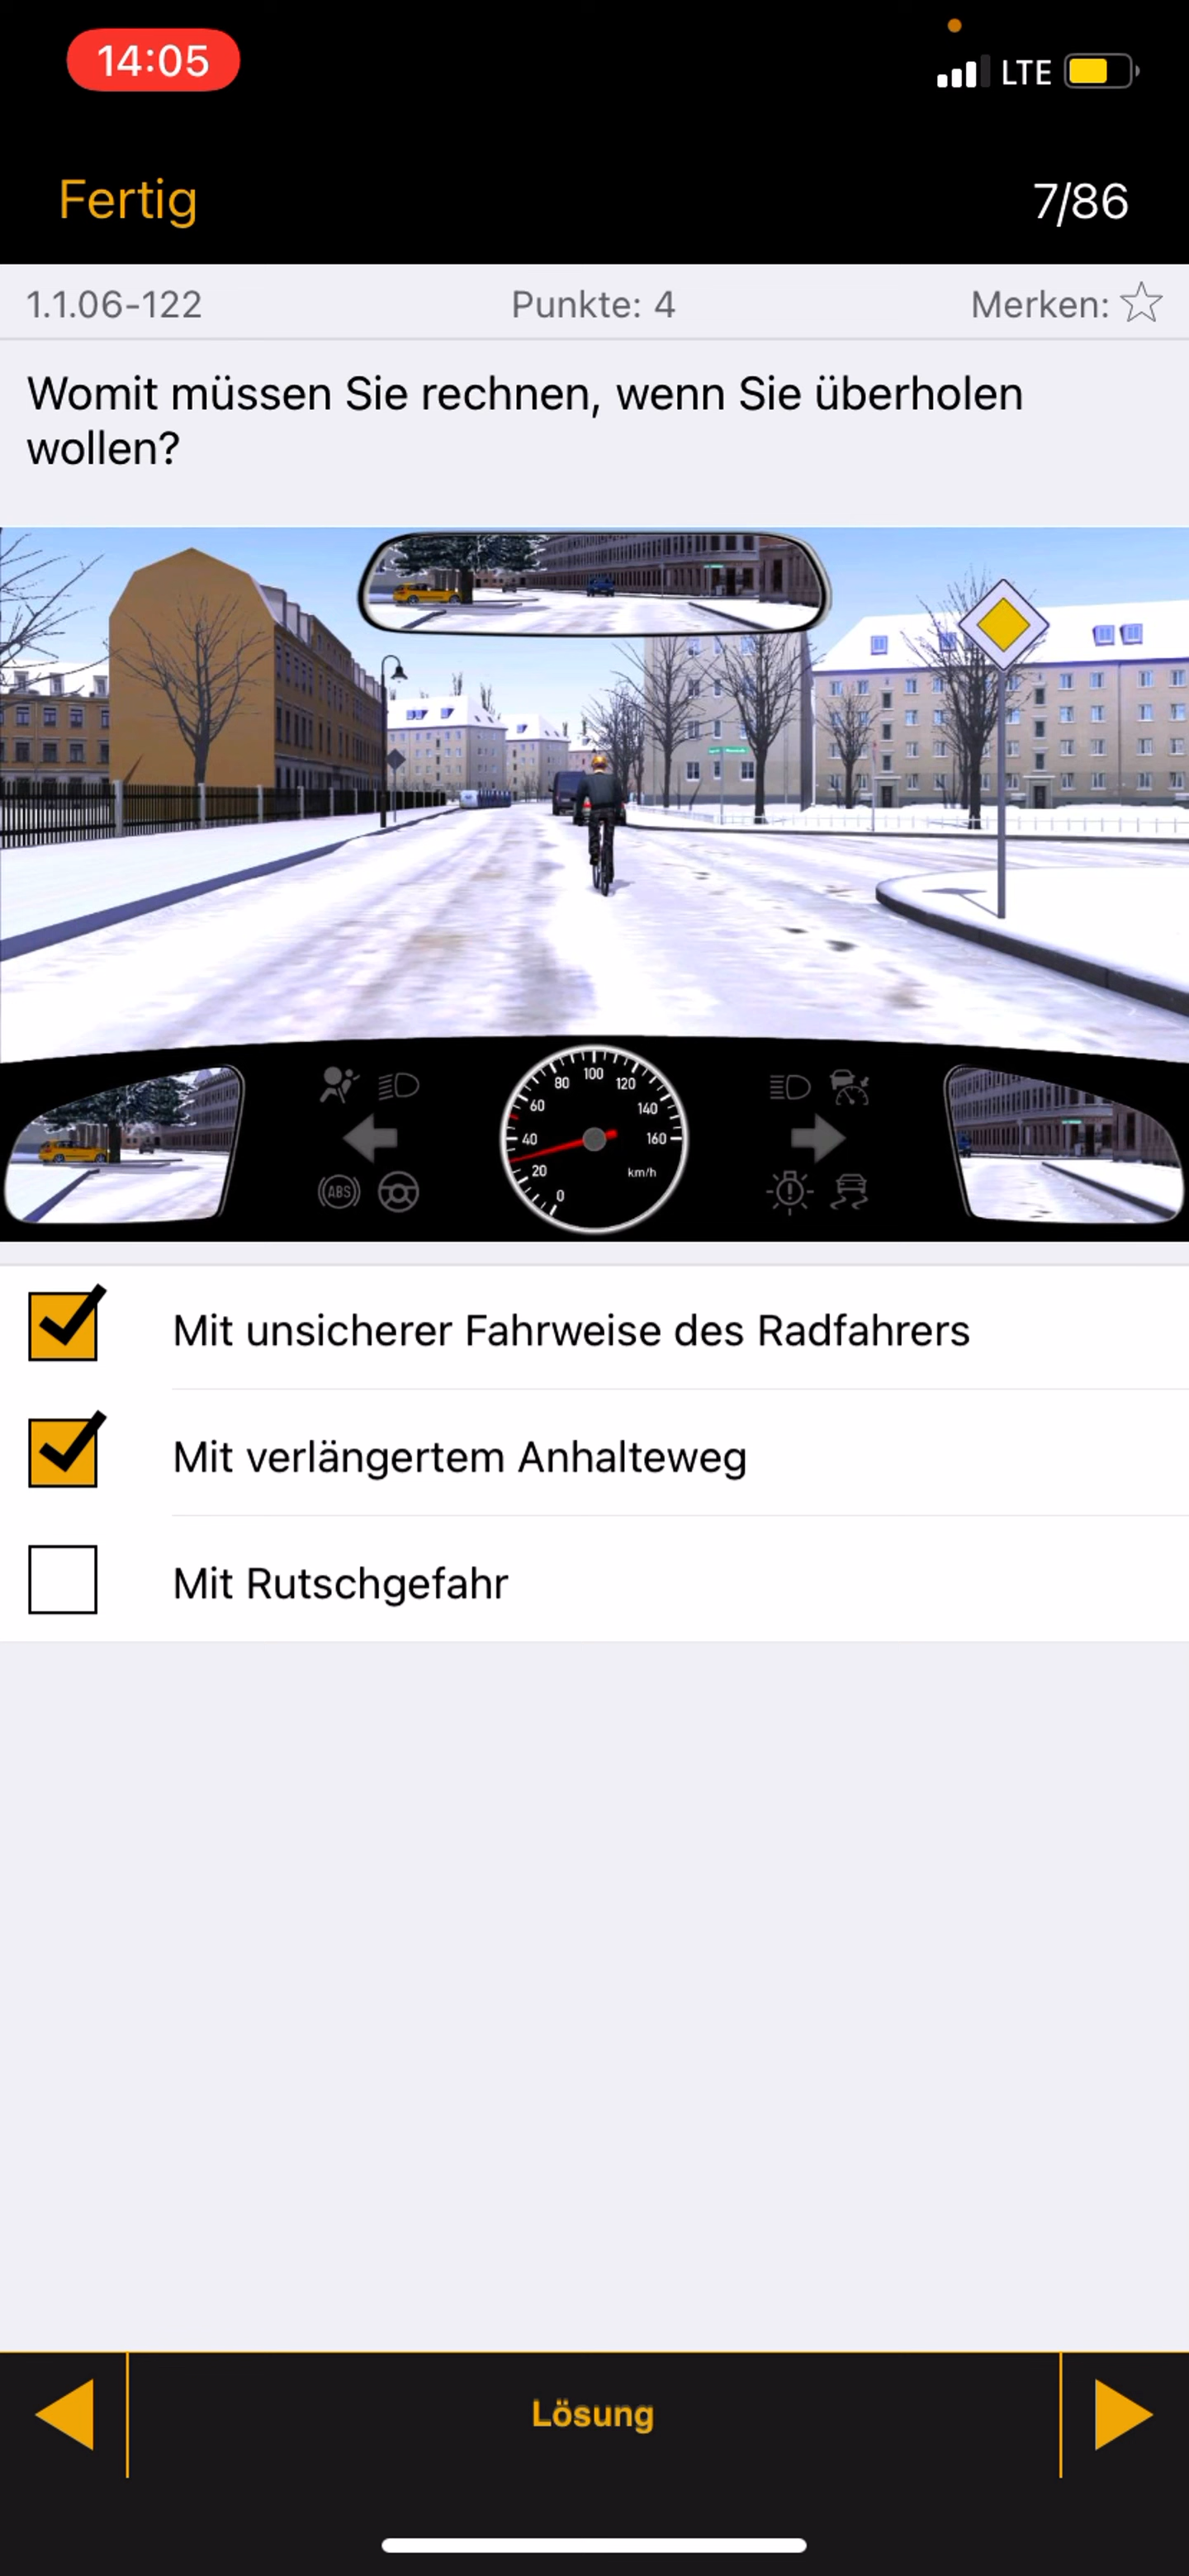 14:05
LTE
Fertig
7/86
1.1.06-122
Punkte: 4
Merken:
Womit müssen Sie rechnen, wenn Sie überholen
wollen?
0
20
40
60
80
100
120
140
160
km/h
ABS
Mit unsicherer Fahrweise des Radfahrers
Mit verlängertem Anhalteweg
Mit Rutschgefahr
Lösung